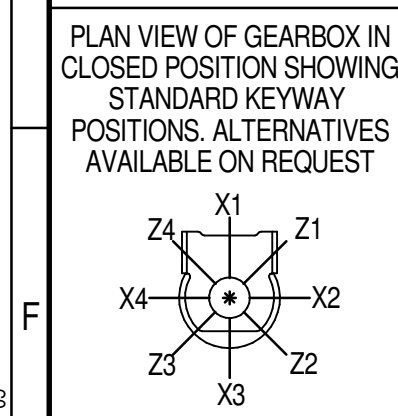 PLAN VIEW OF GEARBOX IN
CLOSED POSITION SHOWING
STANDARD KEYWAY
POSITIONS. ALTERNATIVES
AVAILABLE ON REQUEST
X1
Z4 Z1
X4 X2
F
Z3 Z2
X3